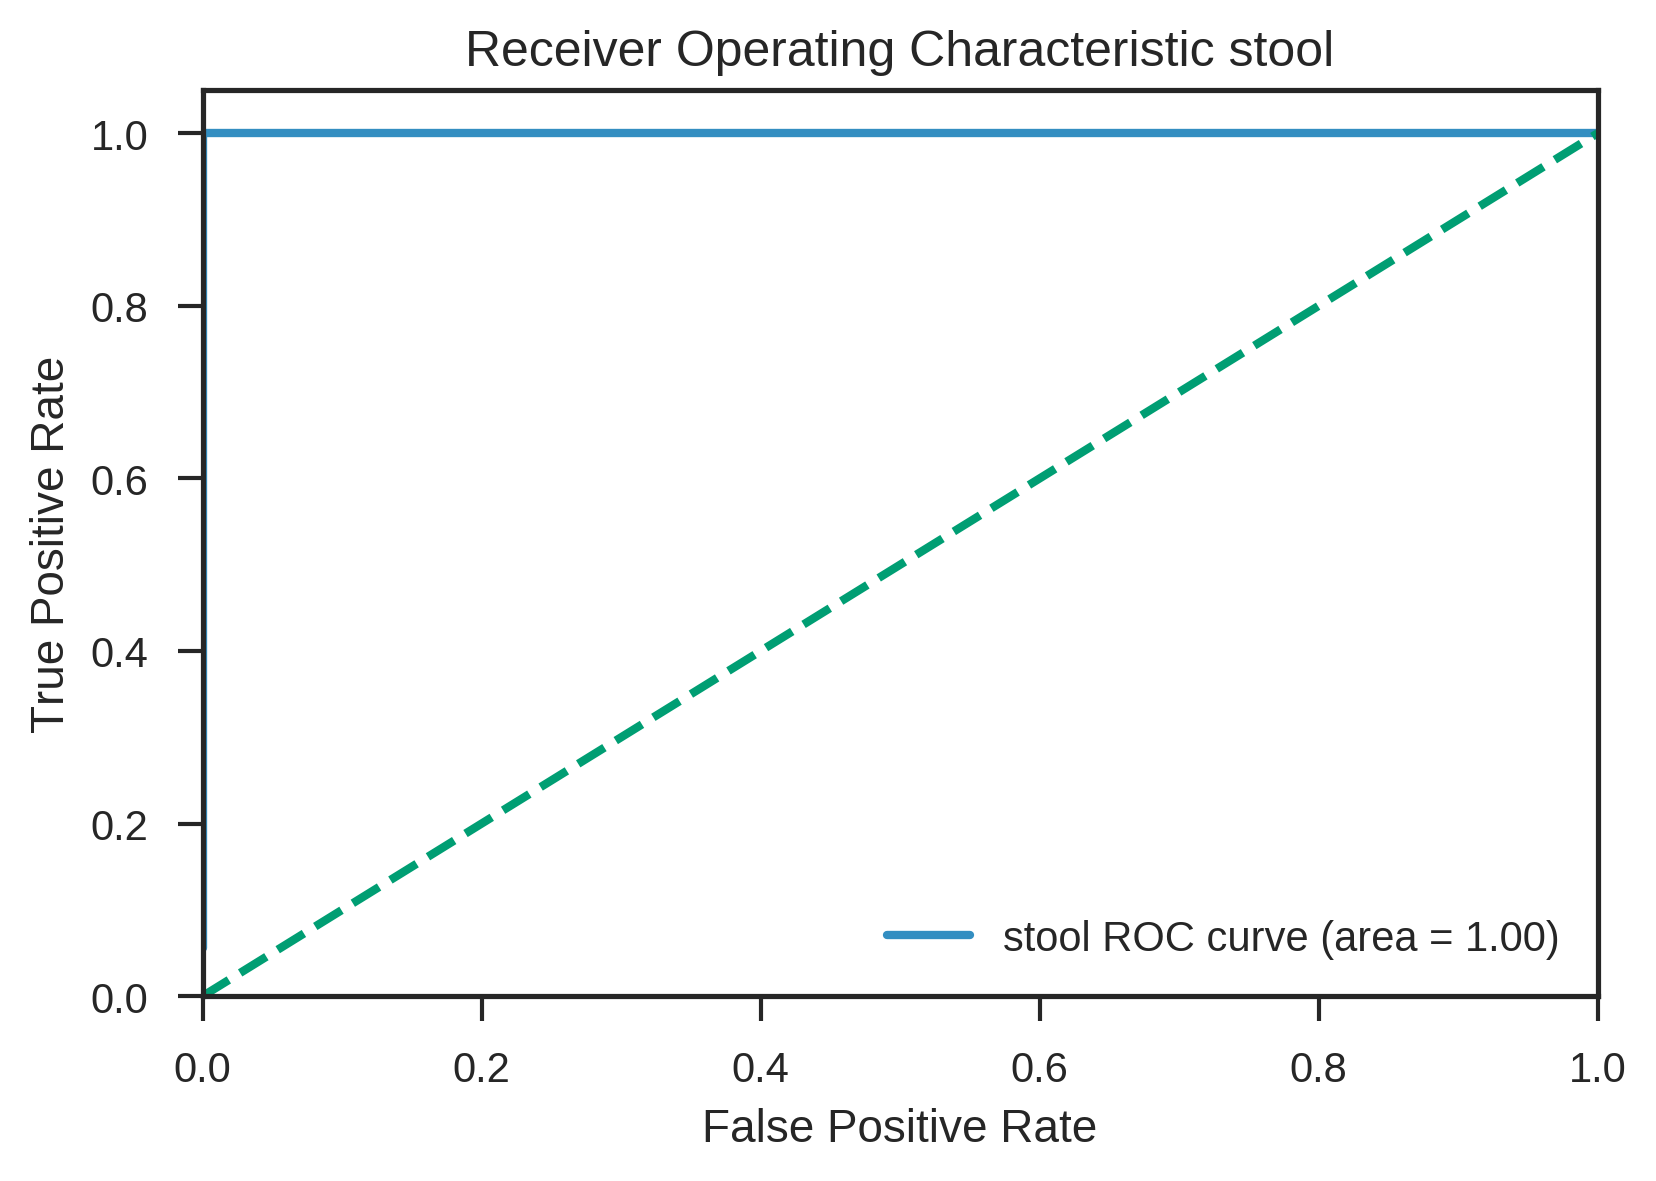 Receiver Operating Characteristic stool
True Positive Rate
1.0
0.8
0.6
0.4
0.2
0.0
stool ROC curve (area = 1.00)
0.0 0.2 0.4 0.6 0.8 1.0
False Positive Rate